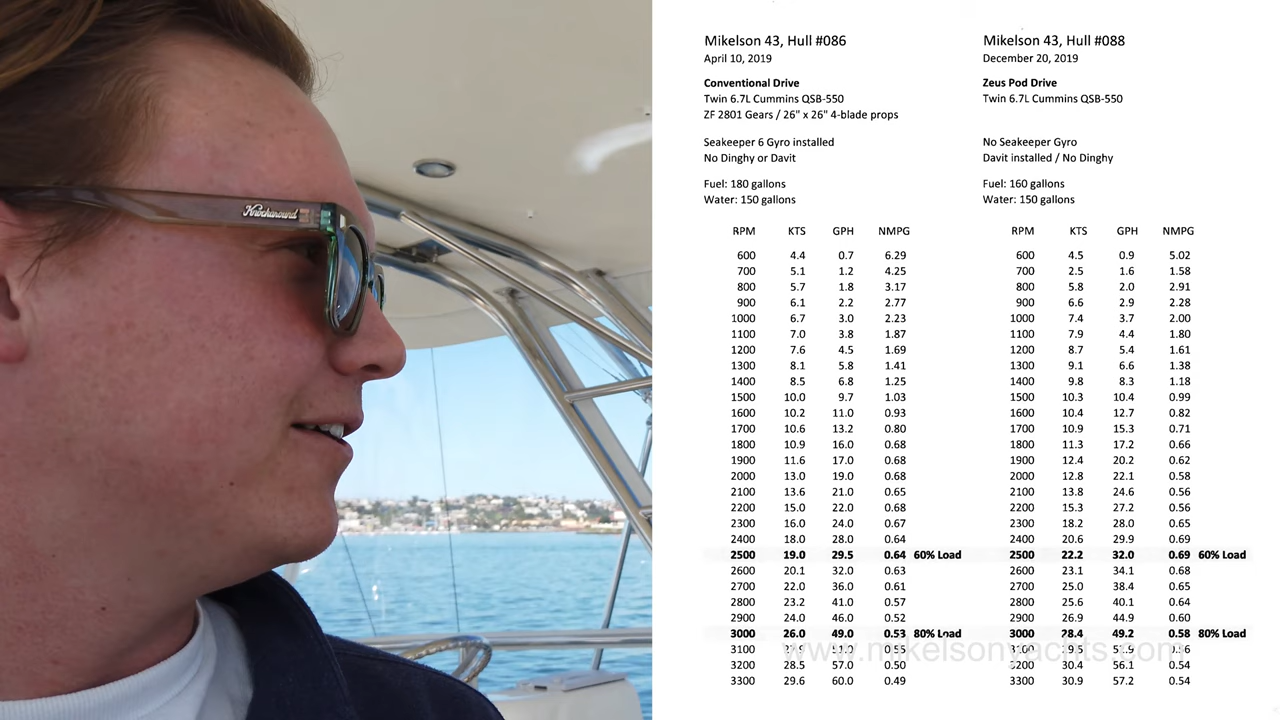 Knockaround
Mikelson 43, Hull #086
April 10, 2019
Conventional Drive
Twin 6.7L Cummins QSB-550
ZF 2801 Gears / 26" x 26" 4-blade props
Seakeeper 6 Gyro installed
No Dinghy or Davit
Fuel: 180 gallons
Water: 150 gallons
RPM KTS GPH NMPG
600 4.4 0.7 6.29
700 5.1 1.2 4.25
800 5.7 1.8 3.17
900 6.1 2.2 2.77
1000 6.7 3.0 2.23
1100 7.0 3.8 1.87
1200 7.6 4.5 1.69
1300 8.1 5.8 1.41
1400 8.5 6.8 1.25
1500 10.0 9.7 1.03
1600 10.2 11.0 0.93
1700 10.6 13.2 0.80
1800 10.9 16.0 0.68
1900 11.6 17.0 0.68
2000 13.0 19.0 0.68
2100 13.6 21.0 0.65
2200 15.0 22.0 0.68
2300 16.0 24.0 0.67
2400 18.0 28.0 0.64
2500 19.0 29.5 0.64 60% Load
2600 20.1 32.0 0.63
2700 22.0 36.0 0.61
2800 23.2 41.0 0.57
2900 24.0 46.0 0.52
3000 26.0 49.0 0.53 80% Load
3100
3200 28.5 57.0 0.50
3300 29.6 60.0 0.49
Mikelson 43, Hull #088
December 20, 2019
Zeus Pod Drive
Twin 6.7L Cummins QSB-550
No Seakeeper Gyro
Davit installed / No Dinghy
Fuel: 160 gallons
Water: 150 gallons
RPM KTS GPH NMPG
600 4.5 0.9 5.02
700 2.5 1.6 1.58
800 5.8 2.0 2.91
900 6.6 2.9 2.28
1000 7.4 3.7 2.00
1100 7.9 4.4 1.80
1200 8.7 5.4 1.61
1300 9.1 6.6 1.38
1400 9.8 8.3 1.18
1500 10.3 10.4 0.99
1600 10.4 12.7 0.82
1700 10.9 15.3 0.71
1800 11.3 17.2 0.66
1900 12.4 20.2 0.62
2000 12.8 22.1 0.58
2100 13.8 24.6 0.56
2200 15.3 27.2 0.56
2300 18.2 28.0 0.65
2400 20.6 29.9 0.69
2500 22.2 32.0 0.69 60% Load
2600 23.1 34.1 0.68
2700 25.0 38.4 0.65
2800 25.6 40.1 0.64
2900 26.9 44.9 0.60
3000 28.4 49.2 0.58 80% Load
3100
3200 30.4 56.1 0.54
3300 30.9 57.2 0.54
www.mikelsonyachts.com